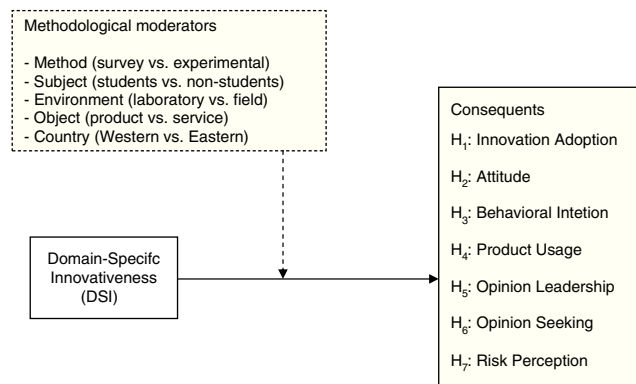 Methodological moderators
- Method (survey vs. experimental)
- Subject (students vs. non-students)
- Environment (laboratory vs. field)
- Object (product vs. service)
- Country (Western vs. Eastern)
Domain-Specifc
Innovativeness
(DSI)
Consequents
H₁: Innovation Adoption
H₂: Attitude
H₃: Behavioral Intetion
H₄: Product Usage
H₅: Opinion Leadership
H₆: Opinion Seeking
H₇: Risk Perception